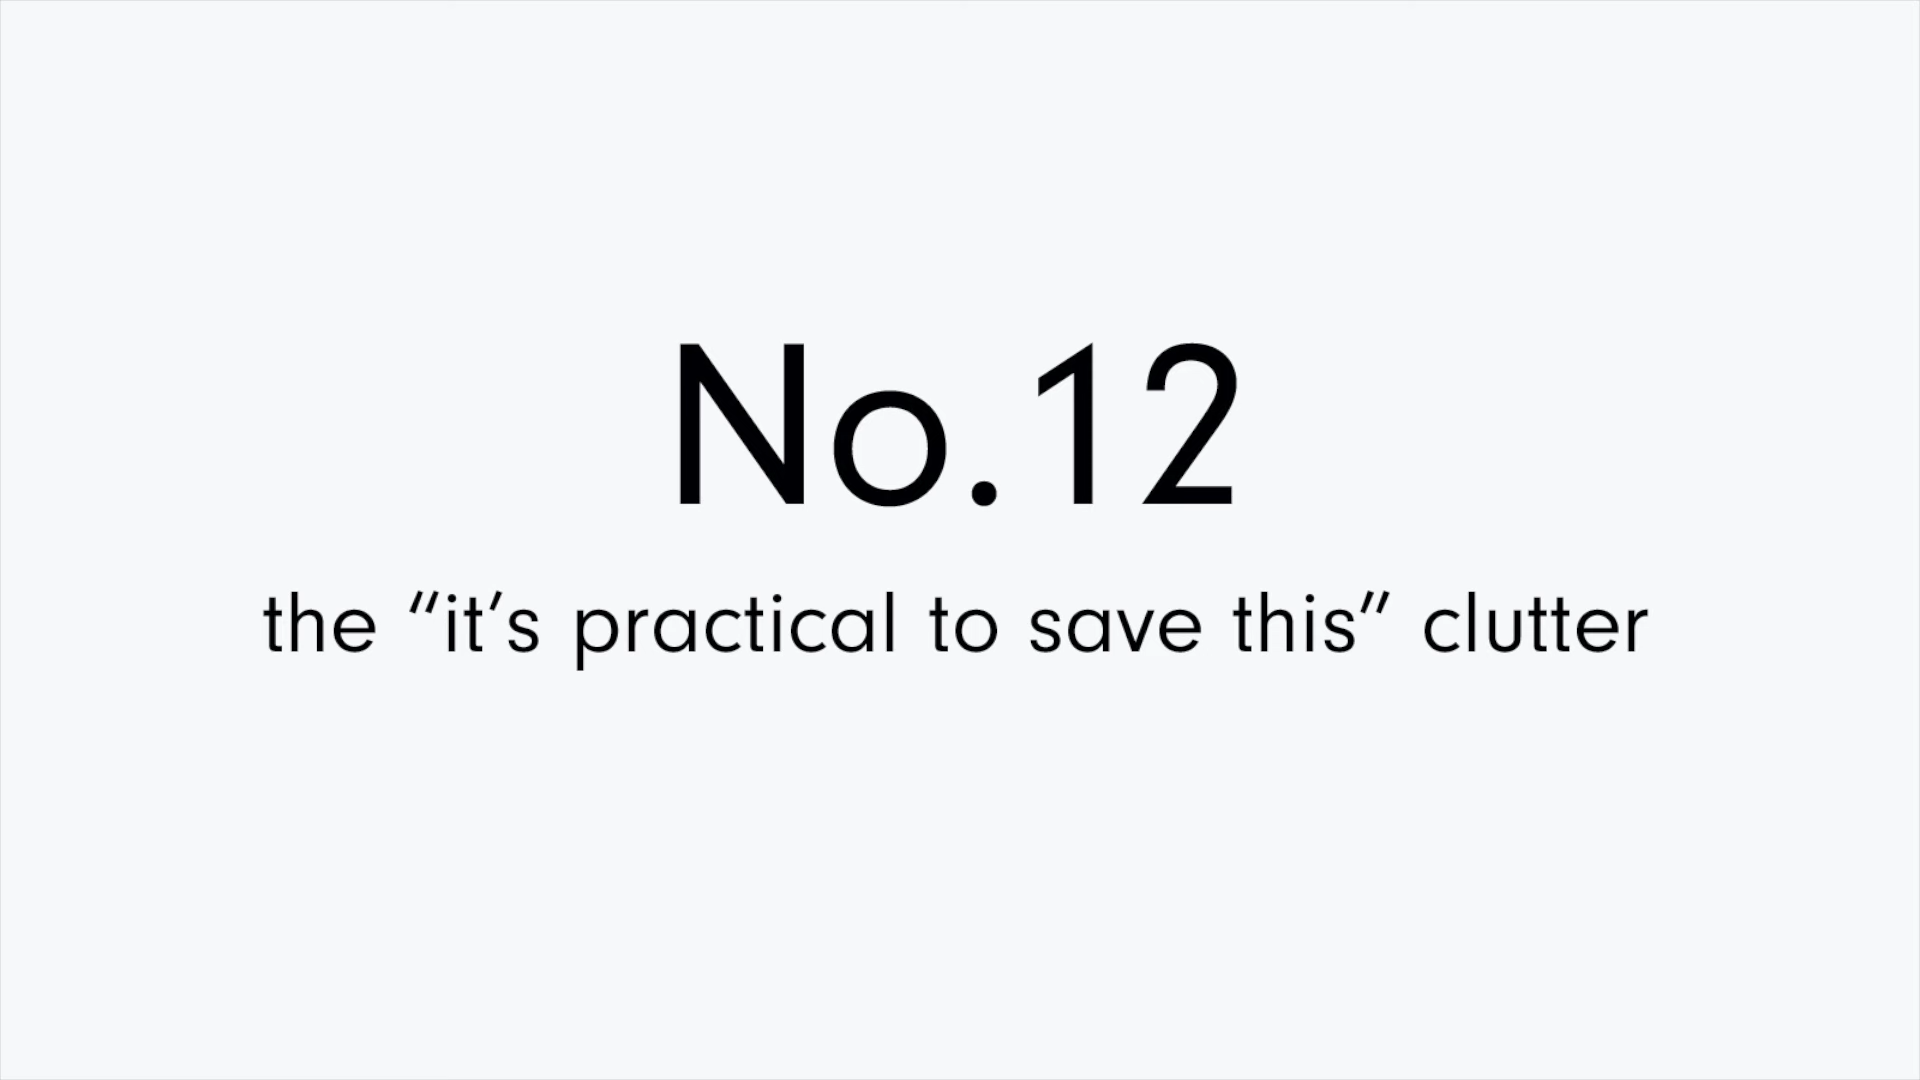 No.12
the “it’s practical to save this” clutter